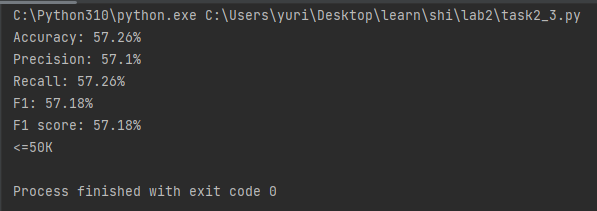 C:\Python310\python.exe C:\Users\yuri\Desktop\learn\shi\lab2\task2_3.py
Accuracy: 57.26%
Precision: 57.1%
Recall: 57.26%
F1: 57.18%
F1 score: 57.18%
<=50K
Process finished with exit code 0